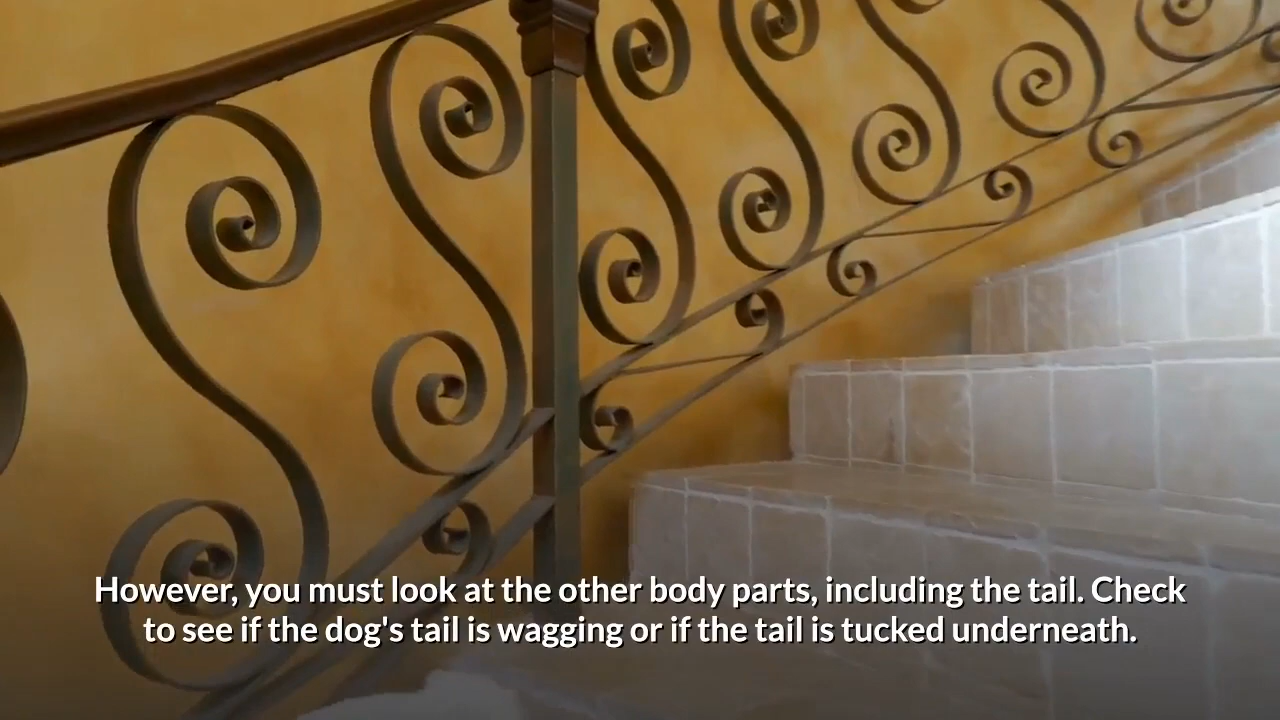 However, you must look at the other body parts, including the tail. Check
to see if the dog's tail is wagging or if the tail is tucked underneath.